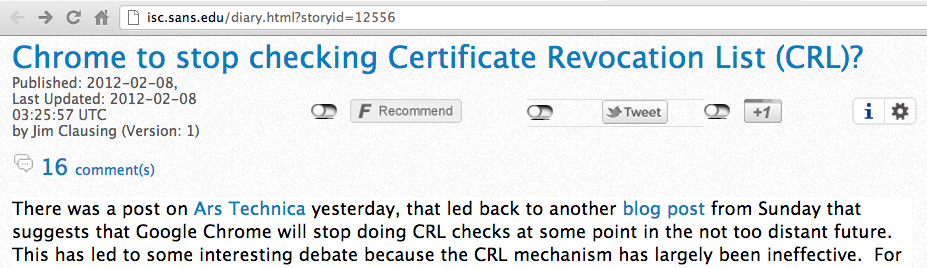 isc.sans.edu/diary.html?storyid=12556
Chrome to stop checking Certificate Revocation List (CRL)?
Published: 2012-02-08,
Last Updated: 2012-02-08
03:25:57 UTC
by Jim Clausing (Version: 1)
F Recommend
Tweet
+1
i
16 comment(s)
There was a post on Ars Technica yesterday, that led back to another blog post from Sunday that
suggests that Google Chrome will stop doing CRL checks at some point in the not too distant future.
This has led to some interesting debate because the CRL mechanism has largely been ineffective. For